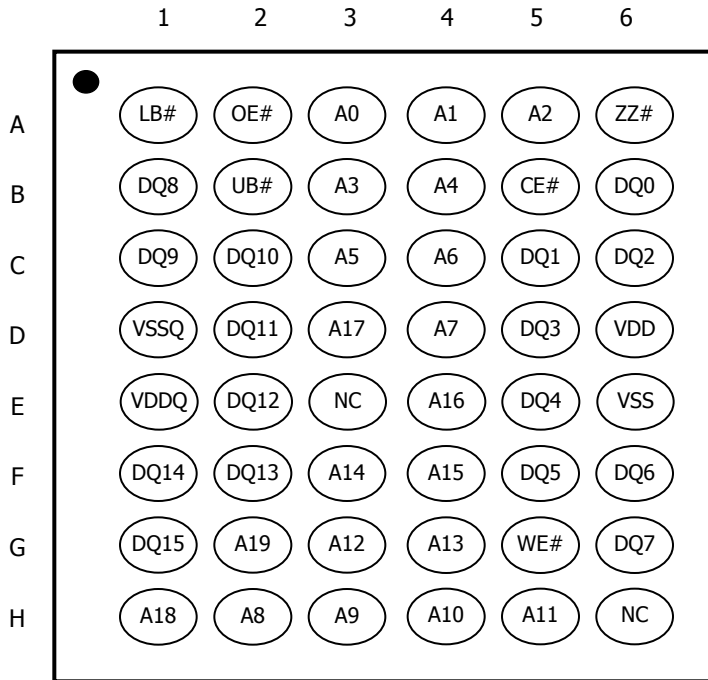 1 2 3 4 5 6
A LB# OE# A0 A1 A2 ZZ#
B DQ8 UB# A3 A4 CE# DQ0
C DQ9 DQ10 A5 A6 DQ1 DQ2
D VSSQ DQ11 A17 A7 DQ3 VDD
E VDDQ DQ12 NC A16 DQ4 VSS
F DQ14 DQ13 A14 A15 DQ5 DQ6
G DQ15 A19 A12 A13 WE# DQ7
H A18 A8 A9 A10 A11 NC